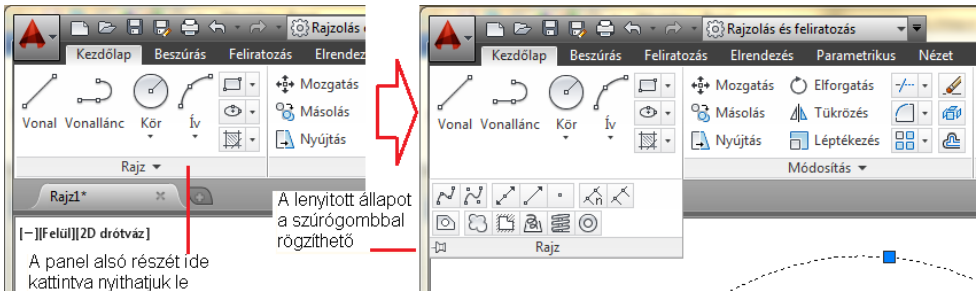 Rajzolás
Kezdőlap Beszúrás Feliratozás Elrendez
Vonal Vonallánc Kör Ív
Mozgatás
Másolás
Nyújtás
Rajz
Rajz1*
[−][Felül][2D drótváz]
A panel alsó részét ide
kattintva nyithatjuk le
A lenyitott állapot
a szúrógombbal
rögzíthető
Rajzolás és feliratozás
Kezdőlap Beszúrás Feliratozás Elrendezés Parametrikus Nézet
Vonal Vonallánc Kör Ív
Mozgatás Elforgatás
Másolás Tükrözés
Nyújtás Léptékezés
Módosítás
Rajz